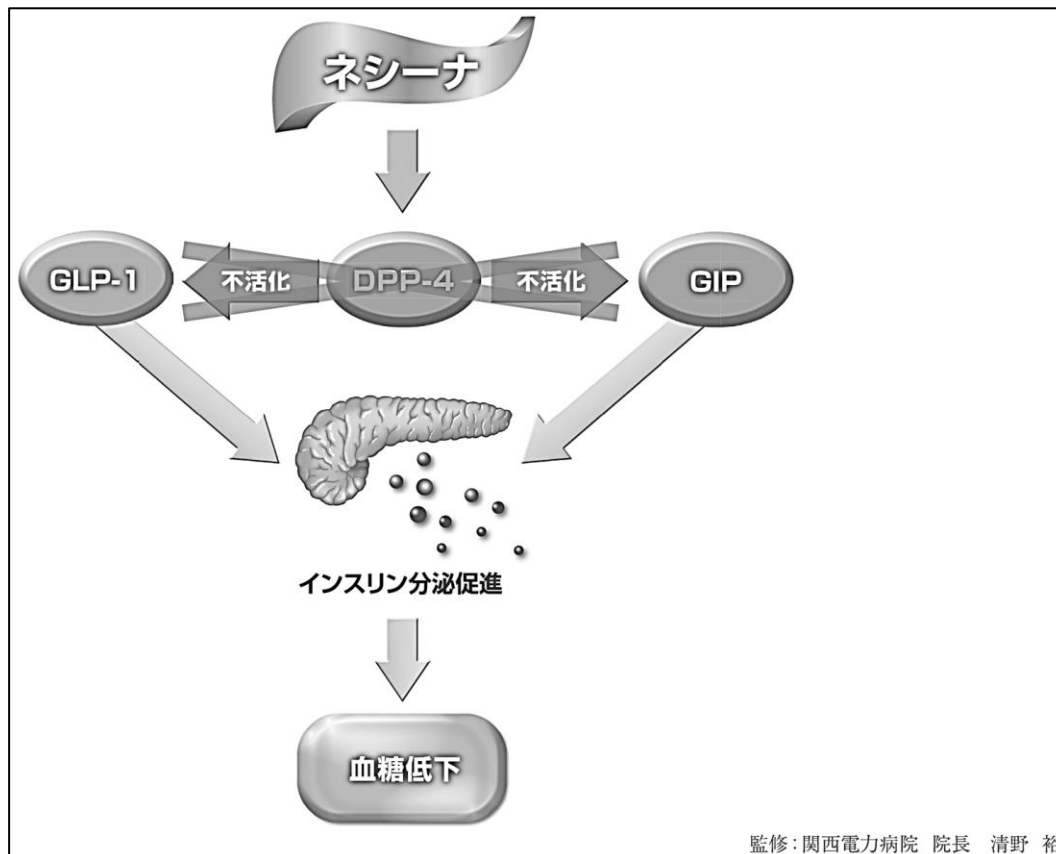 ネシーナ
GLP-1
不活化
DPP-4
不活化
GIP
インスリン分泌促進
血糖低下
監修:関西電力病院 院長 清野 裕